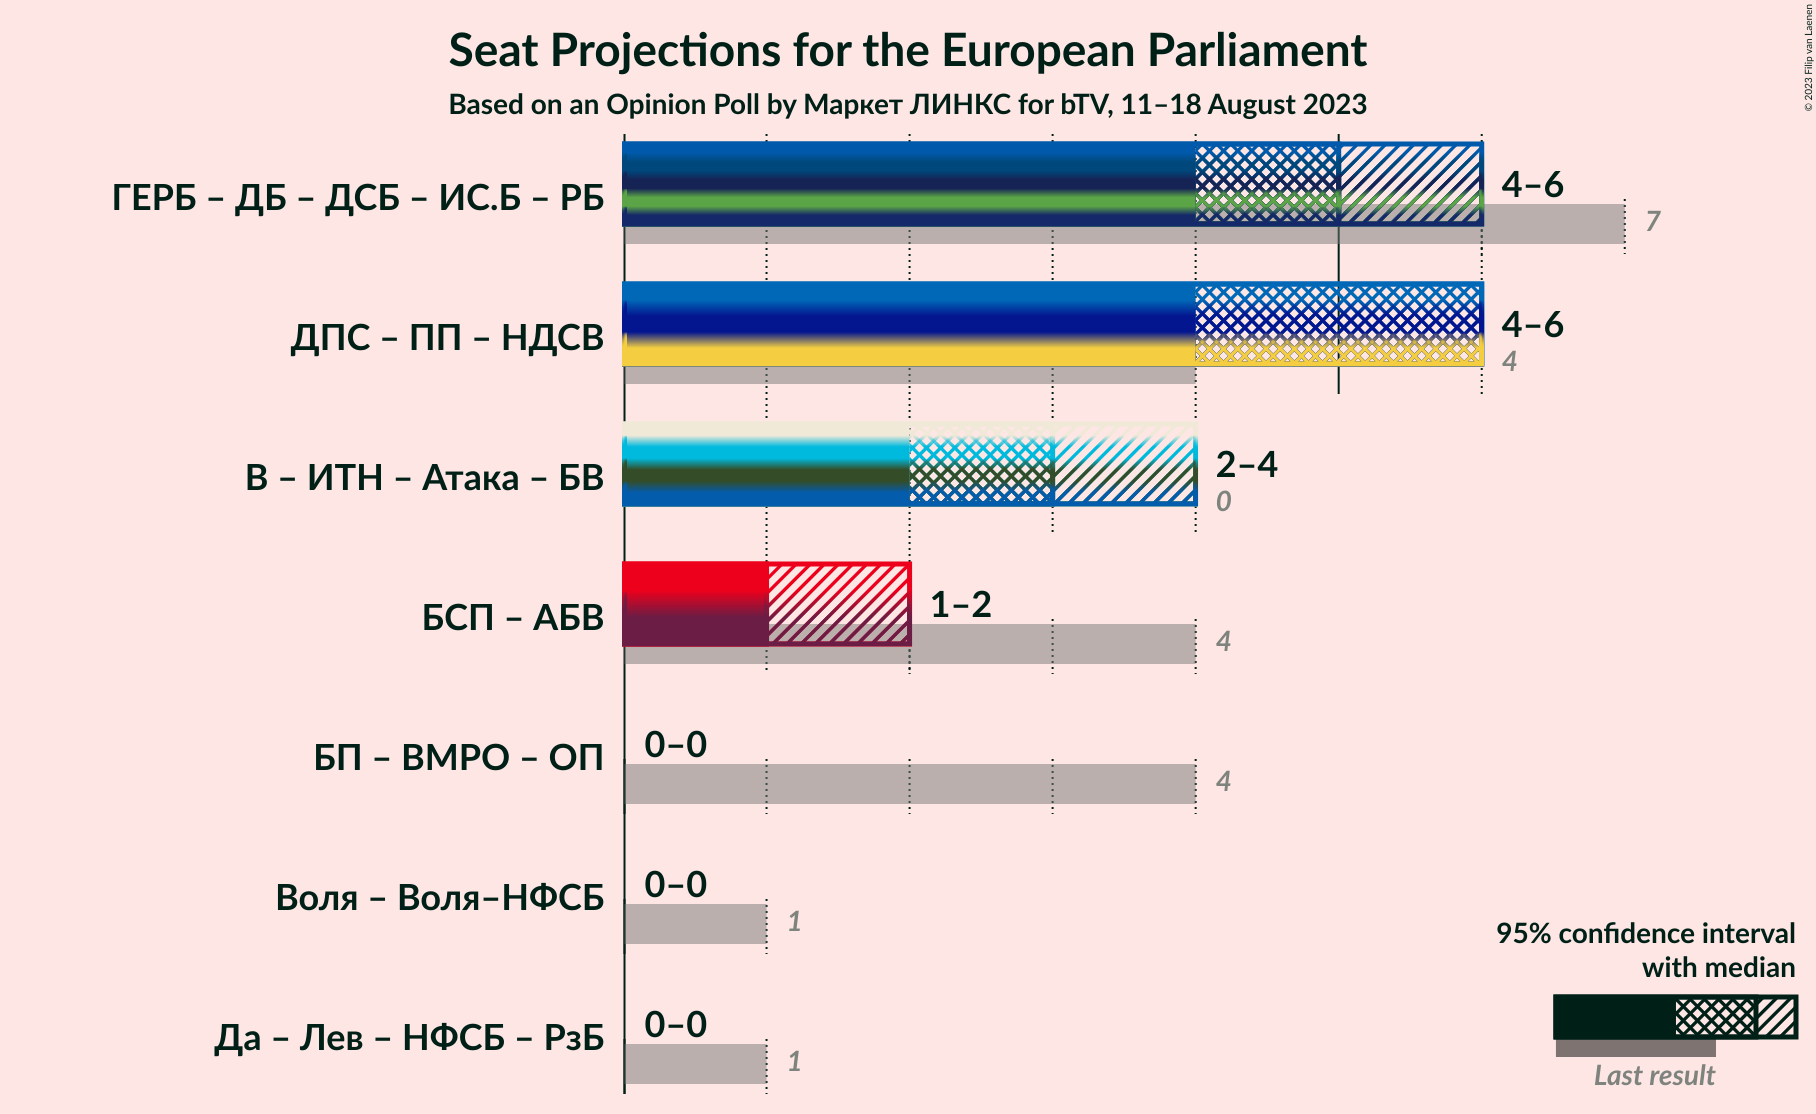 Seat Projections for the European Parliament
Based on an Opinion Poll by Маркет ЛИНКС for bTV, 11–18 August 2023
© 2023 Filip van Laenen
ГЕРБ – ДБ – ДСБ – ИС.Б – РБ
4–6
7
ДПС – ПП – НДСВ
4–6
4
В – ИТН – Атака – БВ
2–4
0
БСП – АБВ
1–2
4
БП – ВМРО – ОП
0–0
4
Воля – Воля–НФСБ
0–0
1
Да – Лев – НФСБ – РзБ
0–0
1
95% confidence interval
with median
Last result